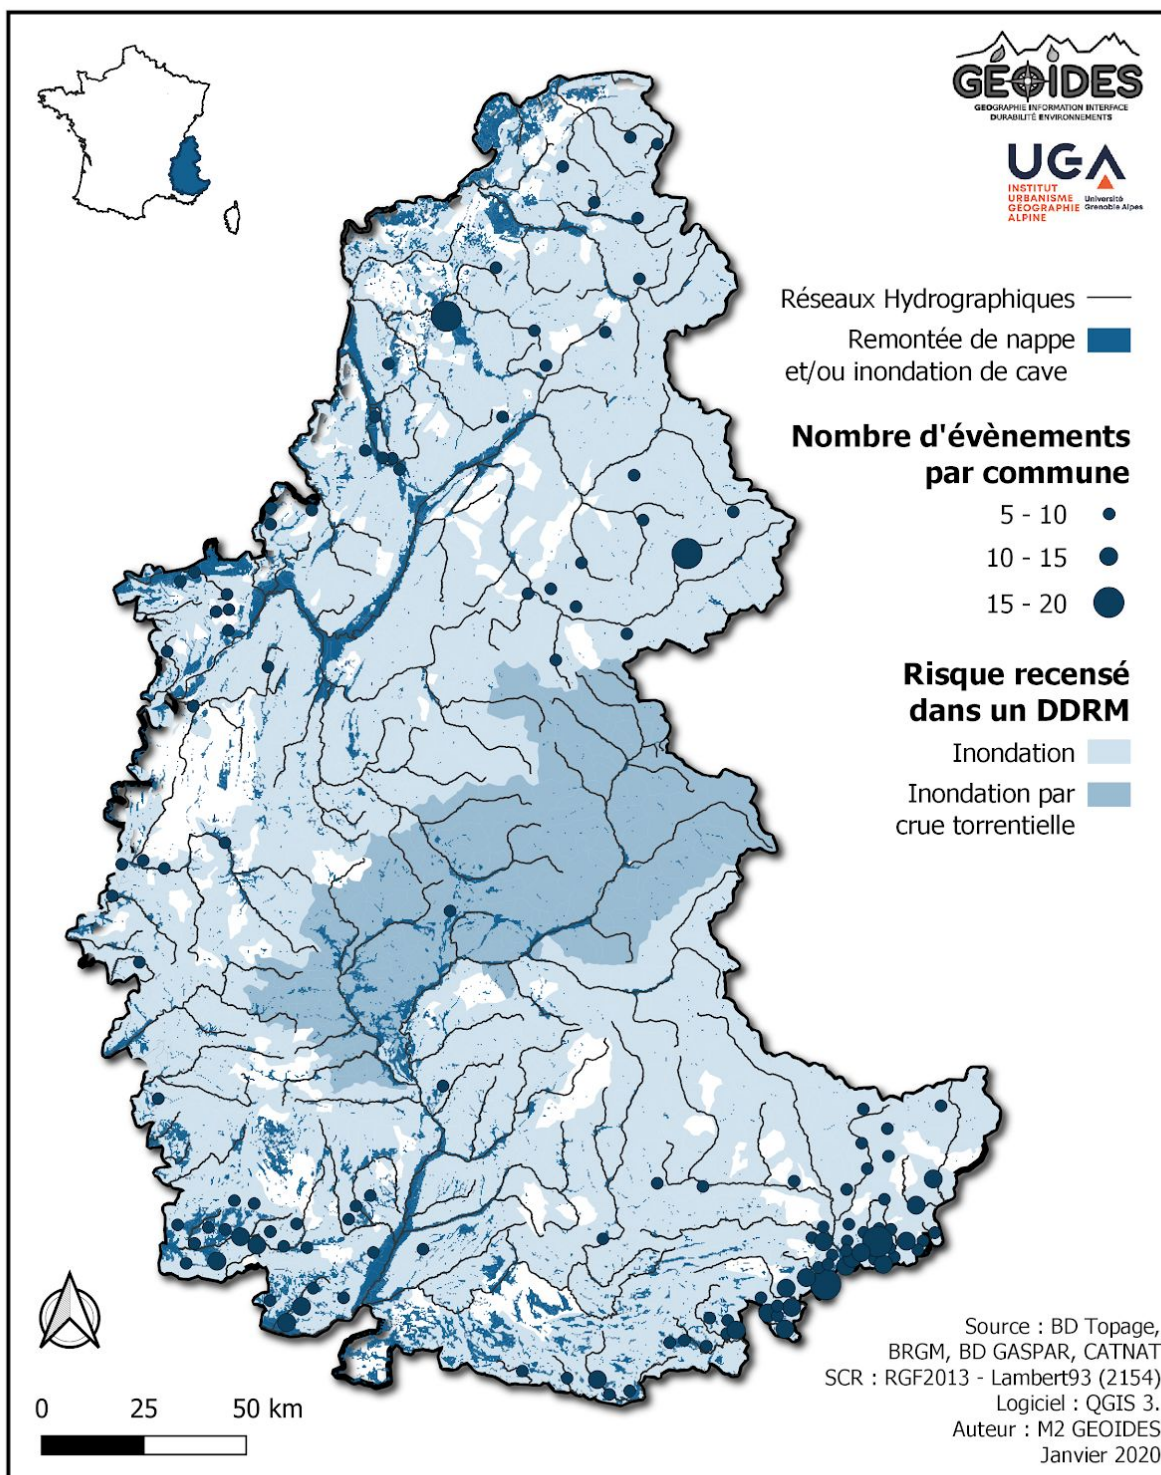 GÉOIDES
GEOGRAPHIE INFORMATION INTERFACE
DURABILITÉ ENVIRONNEMENTS
UGA
INSTITUT
URBANISME
GÉOGRAPHIE
ALPINE
Université
Grenoble Alpes
Réseaux Hydrographiques
Remontée de nappe
et/ou inondation de cave
Nombre d'évènements
par commune
5 - 10
10 - 15
15 - 20
Risque recensé
dans un DDRM
Inondation
Inondation par
crue torrentielle
0 25 50 km
Source : BD Topage,
BRGM, BD GASPAR, CATNAT
SCR : RGF2013 - Lambert93 (2154)
Logiciel : QGIS 3.
Auteur : M2 GEOIDES
Janvier 2020